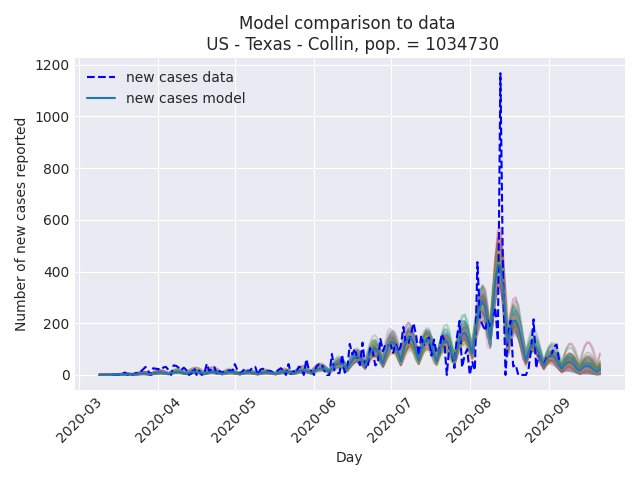 Model comparison to data
US - Texas - Collin, pop. = 1034730
1200
1000
800
600
400
200
0
Number of new cases reported
new cases data
new cases model
2020-03
2020-04
2020-05
2020-06
2020-07
2020-08
2020-09
Day